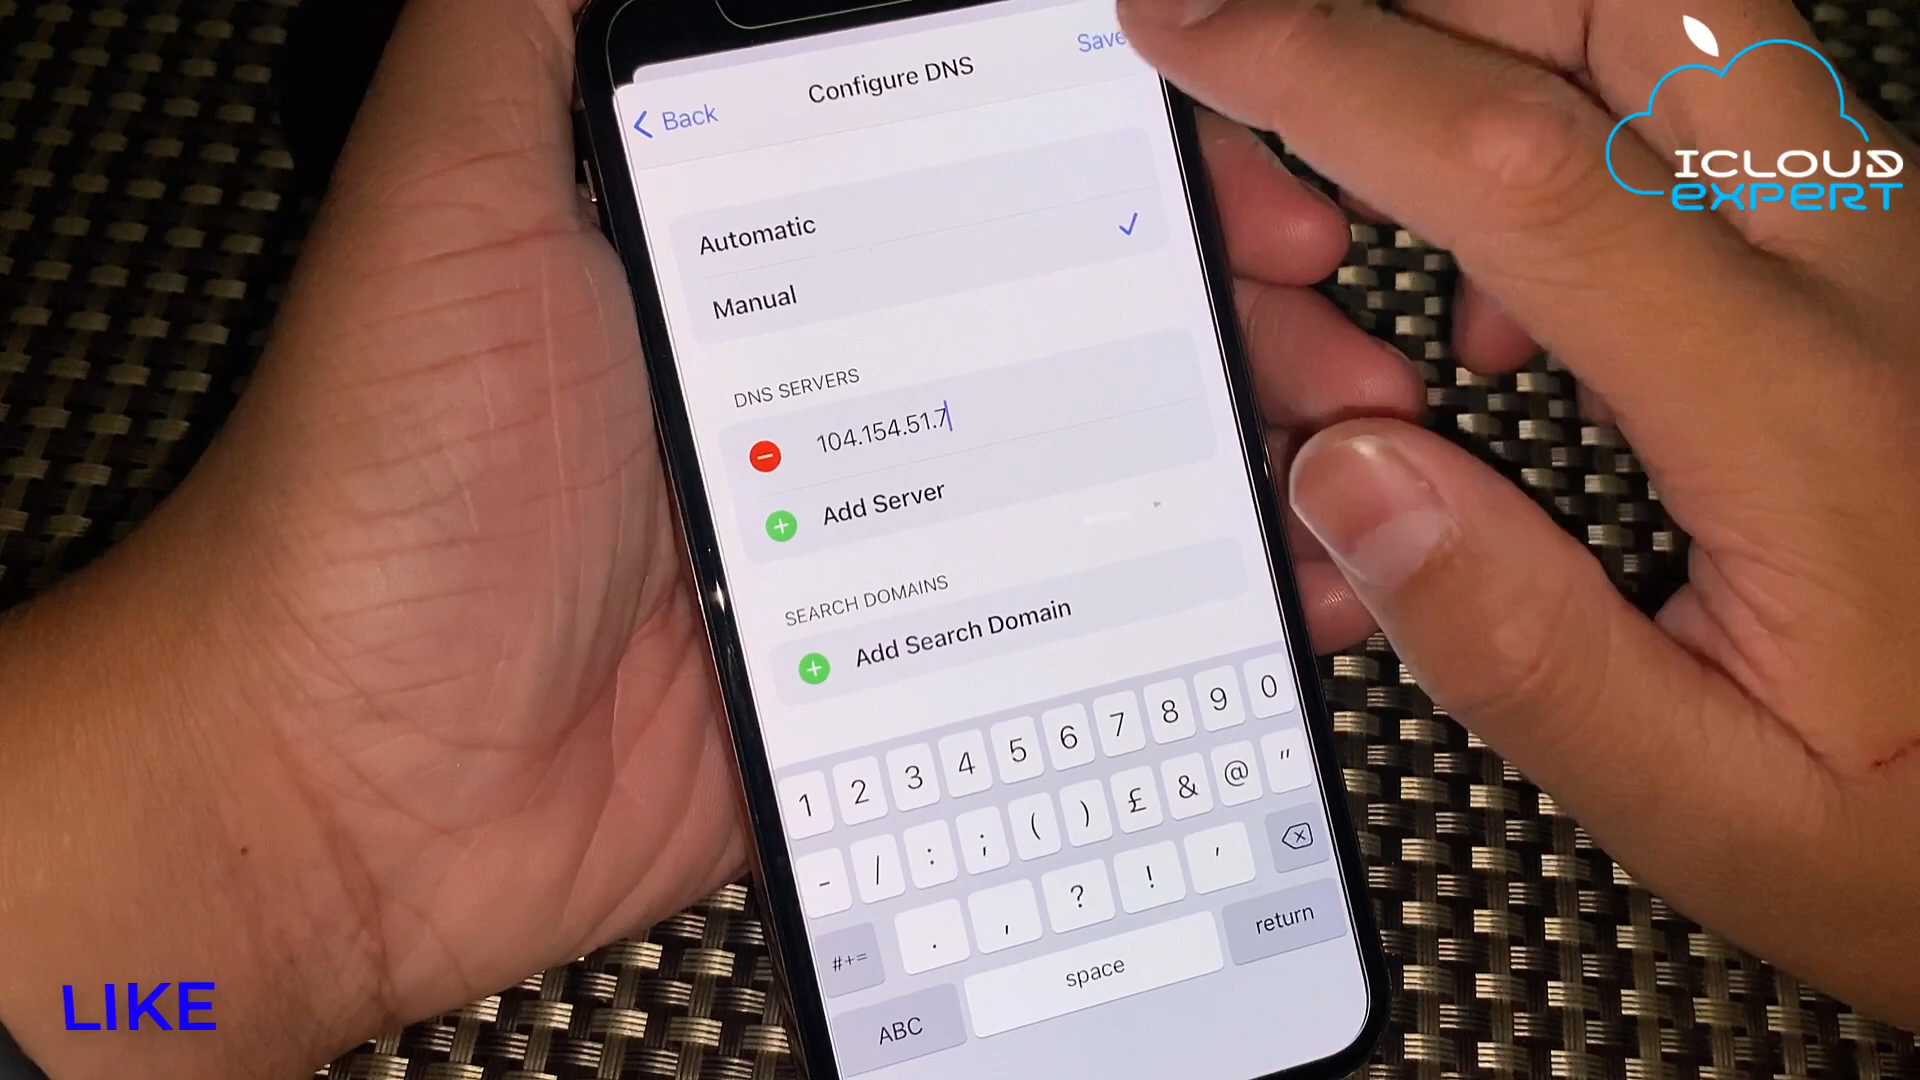 Save
Configure DNS
Back
ICLOUD
EXPERT
Automatic
Manual
DNS SERVERS
104.154.51.7
Add Server
SEARCH DOMAINS
Add Search Domain
1 2 3 4 5 6 7 8 9 0
- / : ; ( ) £ & @ "
#+= . , ? ! '
ABC space return
LIKE